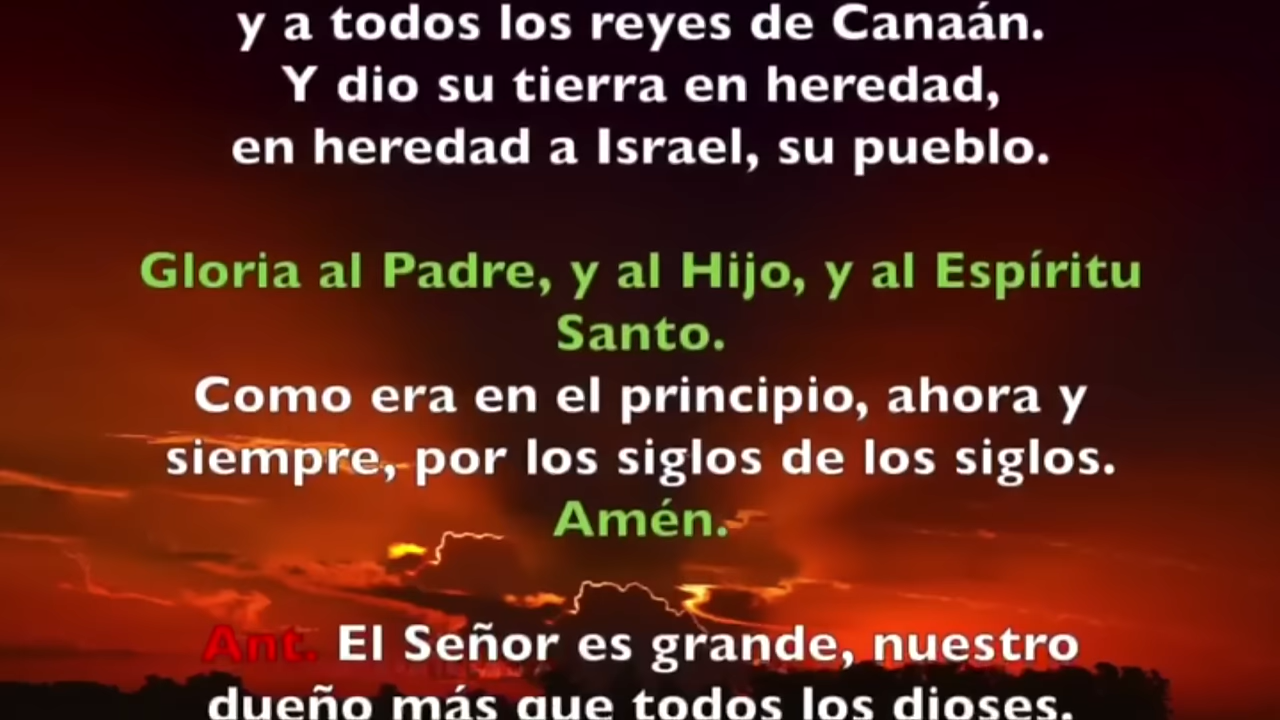 y a todos los reyes de Canaán.
Y dio su tierra en heredad,
en heredad a Israel, su pueblo.
Gloria al Padre, y al Hijo, y al Espíritu
Santo.
Como era en el principio, ahora y
siempre, por los siglos de los siglos.
Amén.
Ant. El Señor es grande, nuestro
dueño más que todos los dioses.